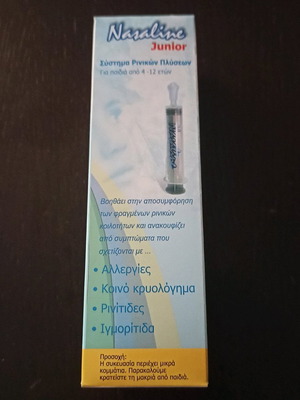 Nasaline
Junior
Σύστημα Ρινικών Πλύσεων
Για παιδιά από 4 -12 ετών
Βοηθάει στην αποσυμφόρηση
των φραγμένων ρινικών
κοιλοτήτων και ανακουφίζει
από συμπτώματα που
σχετίζονται με ...
• Αλλεργίες
• Κοινό κρυολόγημα
• Ρινίτιδες
• Ιγμορίτιδα
Προσοχή:
Η συσκευασία περιέχει μικρά
κομμάτια. Παρακαλούμε
κρατείστε τη μακριά από παιδιά.